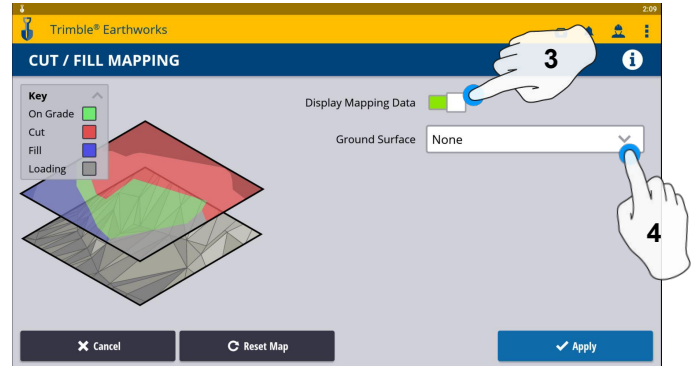 2:09
Trimble® Earthworks
CUT / FILL MAPPING
3
i
Key
On Grade
Cut
Fill
Loading
Display Mapping Data
Ground Surface
None
4
Cancel
Reset Map
Apply